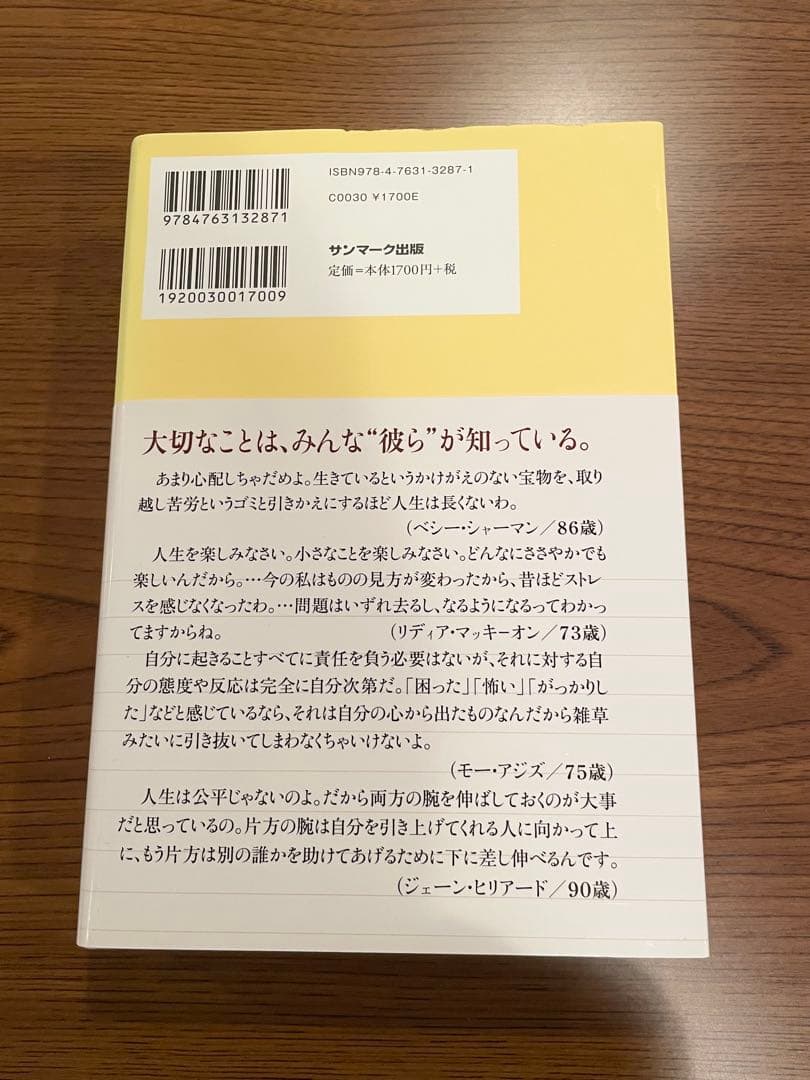 ISBN978-4-7631-3287-1
C0030 ¥1700E
9784763132871
サンマーク出版
定価＝本体1700円＋税
1920030017009
大切なことは、みんな“彼ら”が知っている。
あまり心配しちゃだめよ。生きているというかけがえのない宝物を、取り
越し苦労というゴミと引きかえにするほど人生は長くないわ。
（ベシー・シャーマン／86歳）
人生を楽しみなさい。小さなことを楽しみなさい。どんなにささやかでも
楽しいんだから。…今の私はものの見方が変わったから、昔ほどストレ
スを感じなくなったわ。…問題はいずれ去るし、なるようになるってわかっ
てますからね。　（リディア・マッキーオン／73歳）
自分に起きることすべてに責任を負う必要はないが、それに対する自
分の態度や反応は完全に自分次第だ。「困った」「怖い」「がっかりし
た」などと感じているなら、それは自分の心から出たものなんだから雑草
みたいに引き抜いてしまわなくちゃいけないよ。
（モー・アジズ／75歳）
人生は公平じゃないのよ。だから両方の腕を伸ばしておくのが大事
だと思っているの。片方の腕は自分を引き上げてくれる人に向かって上
に、もう片方は別の誰かを助けてあげるために下に差し伸べるんです。
（ジェーン・ヒリアード／90歳）